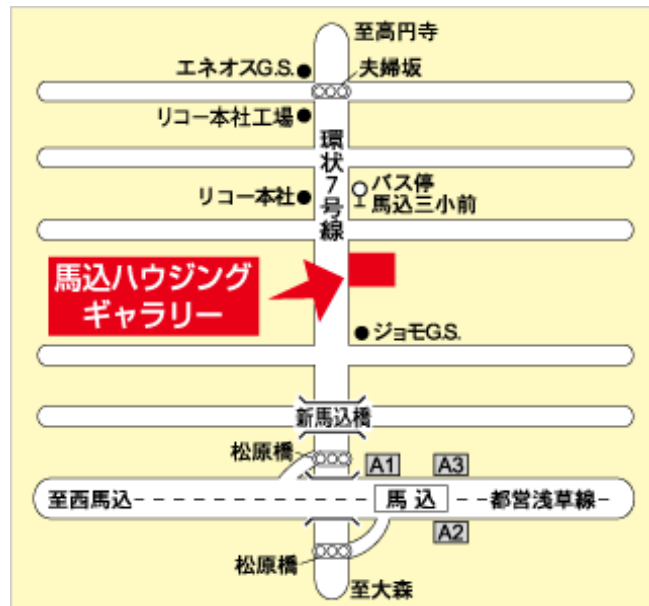 至高円寺
エネオスG.S.
夫婦坂
リコー本社工場
環状7号線
リコー本社
バス停
馬込三小前
馬込ハウジング
ギャラリー
ジョモG.S.
新馬込橋
松原橋
A1
A3
至西馬込
馬込
都営浅草線
A2
松原橋
至大森